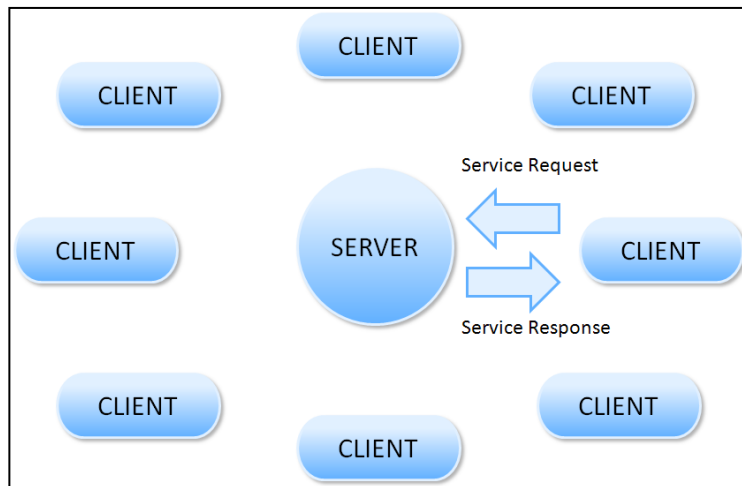 CLIENT
CLIENT
CLIENT
Service Request
CLIENT
SERVER
CLIENT
Service Response
CLIENT
CLIENT
CLIENT